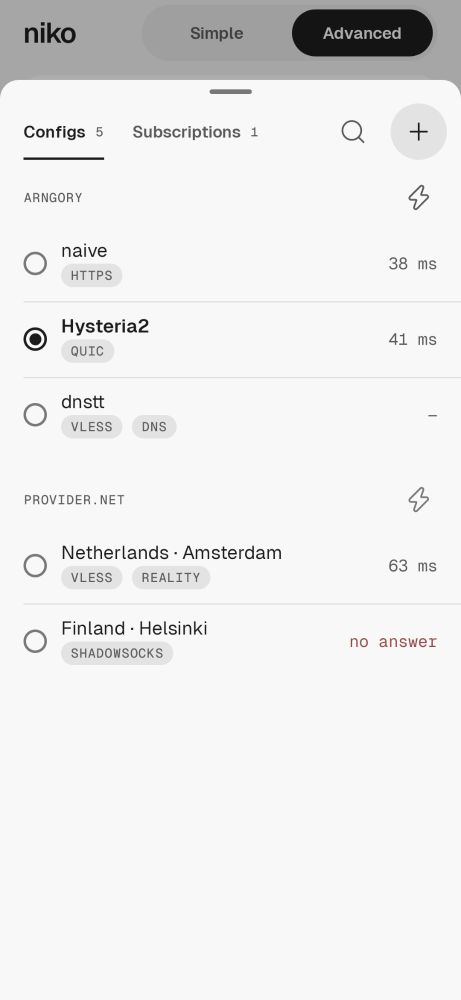 niko Simple Advanced
Configs 5 Subscriptions 1
ARNGORY
naive
HTTPS
38 ms
Hysteria2
QUIC
41 ms
dnstt
VLESS DNS
–
PROVIDER.NET
Netherlands · Amsterdam
VLESS REALITY
63 ms
Finland · Helsinki
SHADOWSOCKS
no answer